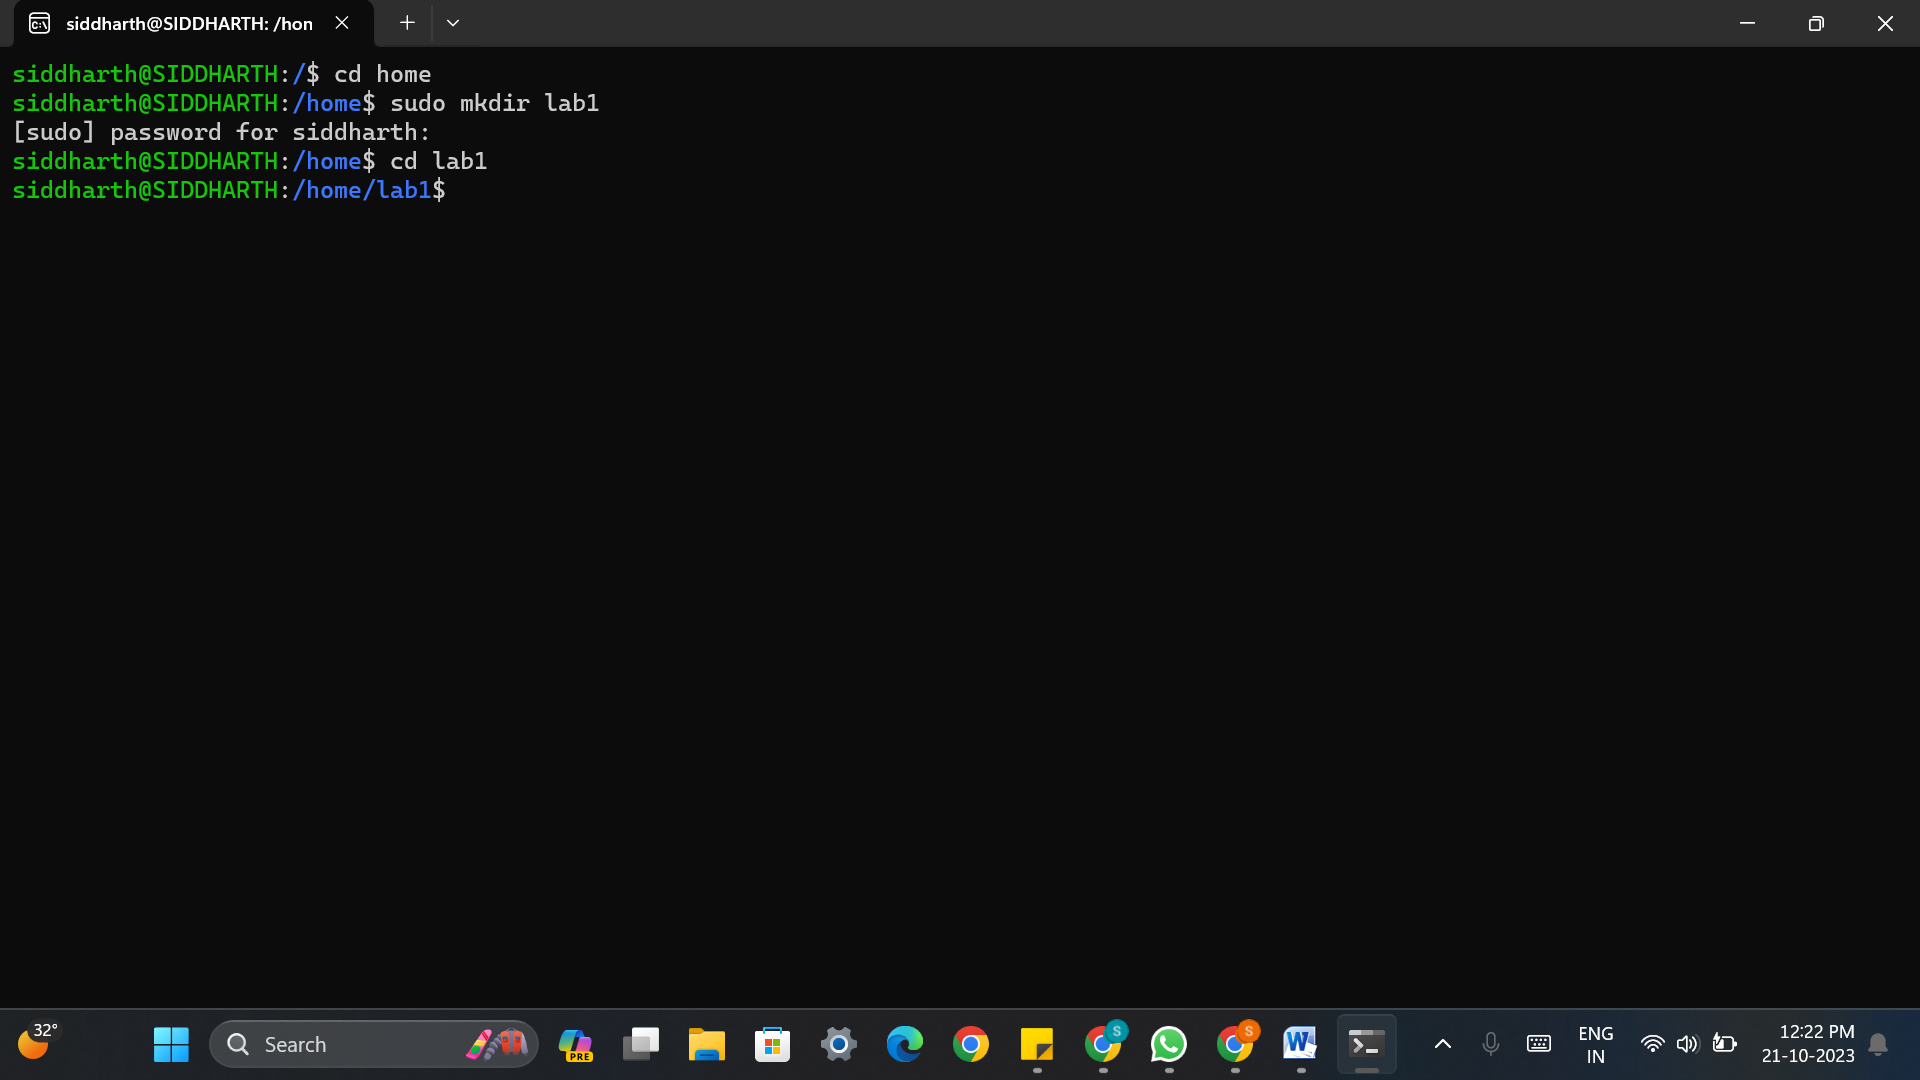 siddharth@SIDDHARTH: /hon
siddharth@SIDDHARTH:/$ cd home
siddharth@SIDDHARTH:/home$ sudo mkdir lab1
[sudo] password for siddharth:
siddharth@SIDDHARTH:/home$ cd lab1
siddharth@SIDDHARTH:/home/lab1$
32°
Search
PRE
S
S
W
ENG
IN
12:22 PM
21-10-2023